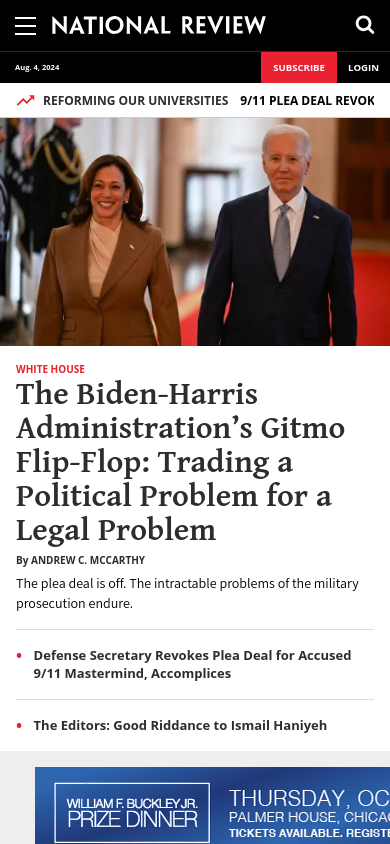 NATIONAL REVIEW
Aug. 4, 2024
SUBSCRIBE
LOGIN
REFORMING OUR UNIVERSITIES
9/11 PLEA DEAL REVOK
WHITE HOUSE
The Biden-Harris
Administration’s Gitmo
Flip-Flop: Trading a
Political Problem for a
Legal Problem
By ANDREW C. MCCARTHY
The plea deal is off. The intractable problems of the military
prosecution endure.
Defense Secretary Revokes Plea Deal for Accused
9/11 Mastermind, Accomplices
The Editors: Good Riddance to Ismail Haniyeh
WILLIAM F. BUCKLEY JR.
PRIZE DINNER
THURSDAY, OC
PALMER HOUSE, CHICAG
TICKETS AVAILABLE. REGIST